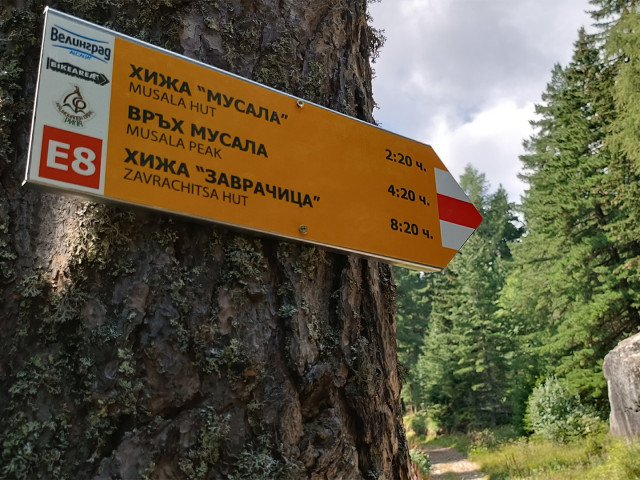 Велинград
BIKEAREA
E8
ХИЖА "МУСАЛА"
MUSALA HUT
2:20 ч.
ВРЪХ МУСАЛА
MUSALA PEAK
4:20 ч.
ХИЖА "ЗАВРАЧИЦА"
ZAVRACHITSA HUT
8:20 ч.